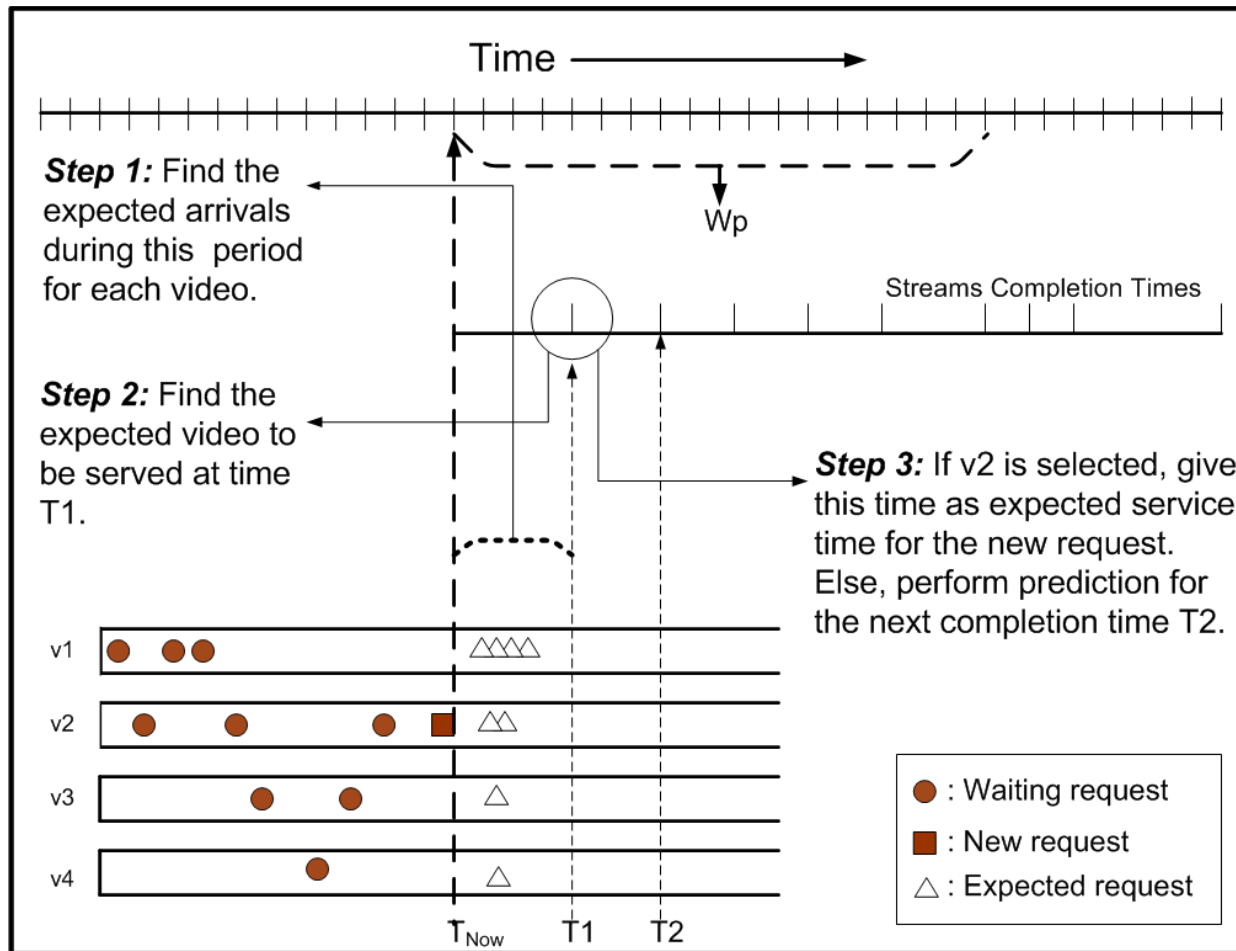 Time
Step 1: Find the
expected arrivals
during this period
for each video.
Wp
Streams Completion Times
Step 2: Find the
expected video to
be served at time
T1.
Step 3: If v2 is selected, give
this time as expected service
time for the new request.
Else, perform prediction for
the next completion time T2.
v1
v2
v3
v4
: Waiting request
: New request
: Expected request
TNow T1 T2